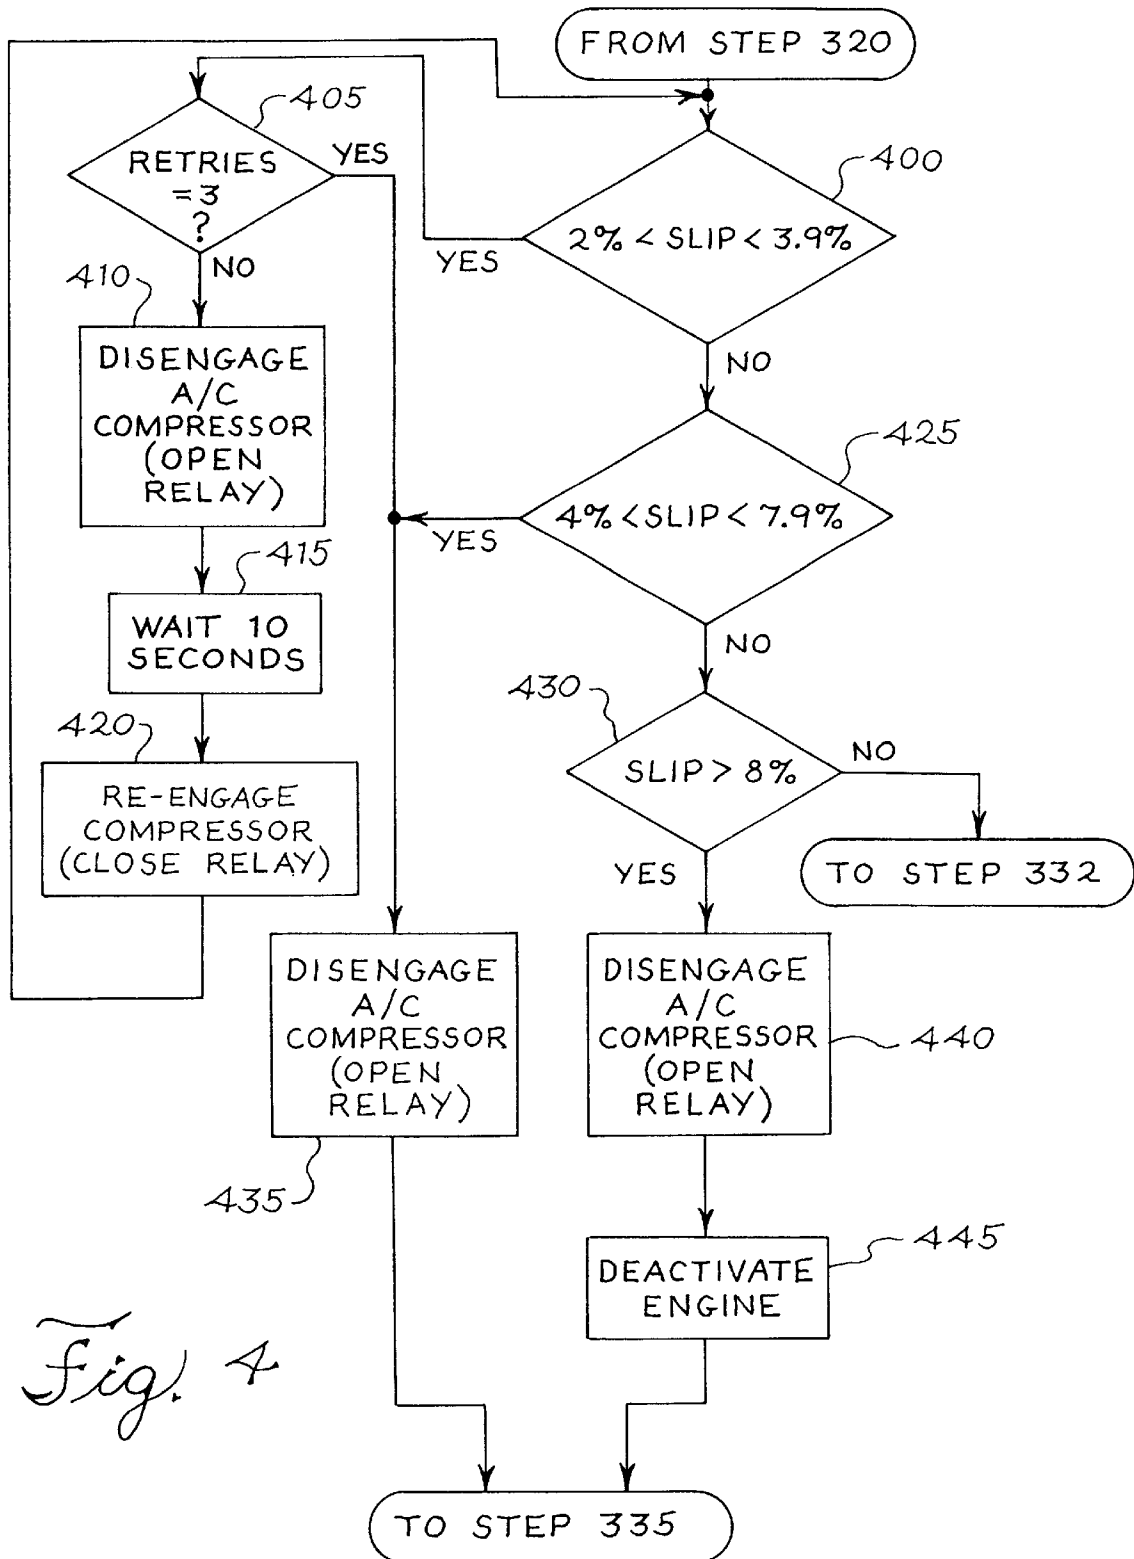 FROM STEP 320
405
RETRIES
=3
?
YES
NO
400
2% < SLIP < 3.9%
YES
NO
410
DISENGAGE
A/C
COMPRESSOR
(OPEN
RELAY)
425
4% < SLIP < 7.9%
YES
NO
415
WAIT 10
SECONDS
430
SLIP > 8%
NO
YES
420
RE-ENGAGE
COMPRESSOR
(CLOSE RELAY)
TO STEP 332
DISENGAGE
A/C
COMPRESSOR
(OPEN
RELAY)
435
DISENGAGE
A/C
COMPRESSOR
(OPEN
RELAY)
440
DEACTIVATE
ENGINE
445
Fig. 4
TO STEP 335